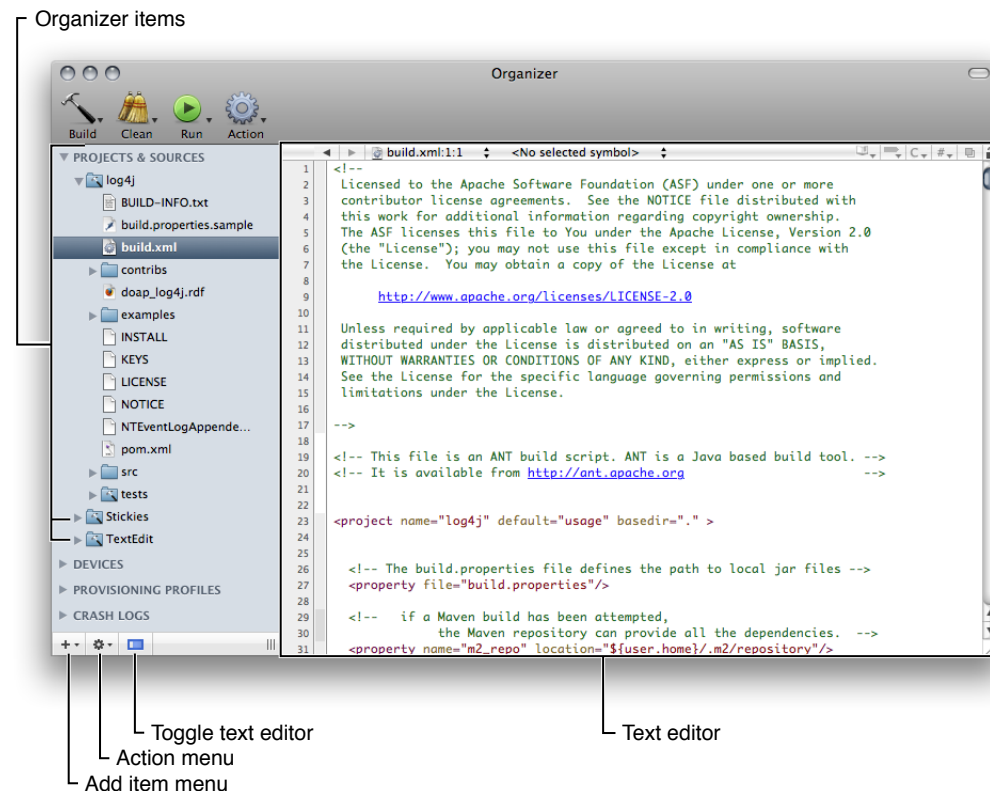 Organizer items
Organizer
Build Clean Run Action
PROJECTS & SOURCES
log4j
BUILD-INFO.txt
build.properties.sample
build.xml
contribs
doap_log4j.rdf
examples
INSTALL
KEYS
LICENSE
NOTICE
NTEventLogAppende...
pom.xml
src
tests
Stickies
TextEdit
DEVICES
PROVISIONING PROFILES
CRASH LOGS
build.xml:1:1 <No selected symbol> C #
1 <!--
2 Licensed to the Apache Software Foundation (ASF) under one or more
3 contributor license agreements.  See the NOTICE file distributed with
4 this work for additional information regarding copyright ownership.
5 The ASF licenses this file to You under the Apache License, Version 2.0
6 (the "License"); you may not use this file except in compliance with
7 the License.  You may obtain a copy of the License at
8
9 http://www.apache.org/licenses/LICENSE-2.0
10
11 Unless required by applicable law or agreed to in writing, software
12 distributed under the License is distributed on an "AS IS" BASIS,
13 WITHOUT WARRANTIES OR CONDITIONS OF ANY KIND, either express or implied.
14 See the License for the specific language governing permissions and
15 limitations under the License.
16
17 -->
18
19 <!-- This file is an ANT build script. ANT is a Java based build tool. -->
20 <!-- It is available from http://ant.apache.org -->
21
22
23 <project name="log4j" default="usage" basedir="." >
24
25
26 <!-- The build.properties file defines the path to local jar files -->
27 <property file="build.properties"/>
28
29 <!-- if a Maven build has been attempted,
30 the Maven repository can provide all the dependencies. -->
31 <property name="m2_repo" location="${user.home}/.m2/repository"/>
Toggle text editor
Text editor
Action menu
Add item menu